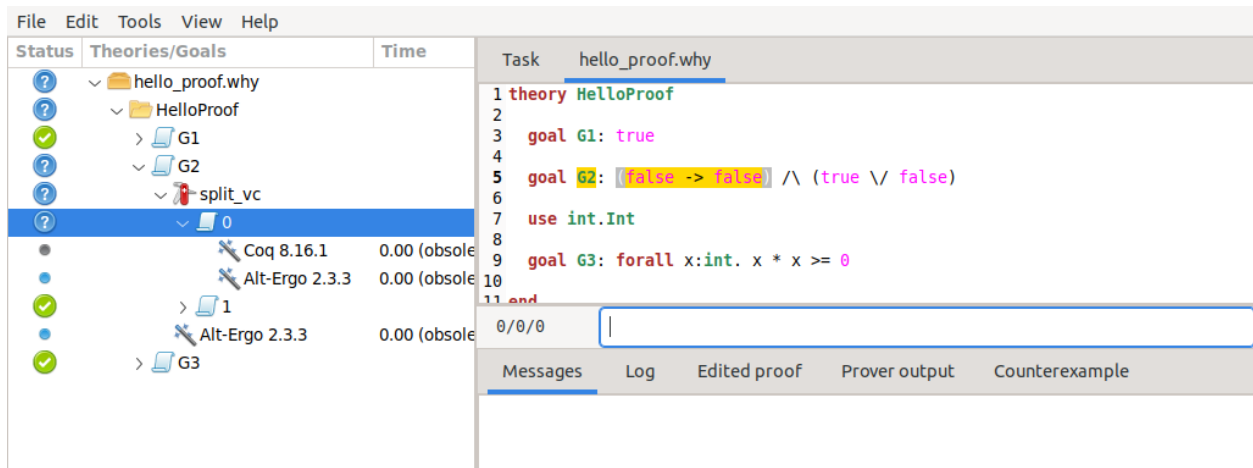 File Edit Tools View Help
Status Theories/Goals Time
hello_proof.why
HelloProof
G1
G2
split_vc
0
Coq 8.16.1 0.00 (obsole
Alt-Ergo 2.3.3 0.00 (obsole
1
Alt-Ergo 2.3.3 0.00 (obsole
G3
Task hello_proof.why
1 theory HelloProof
2
3 goal G1: true
4
5 goal G2: (false -> false) /\ (true \/ false)
6
7 use int.Int
8
9 goal G3: forall x:int. x * x >= 0
10
11 end
0/0/0
Messages Log Edited proof Prover output Counterexample